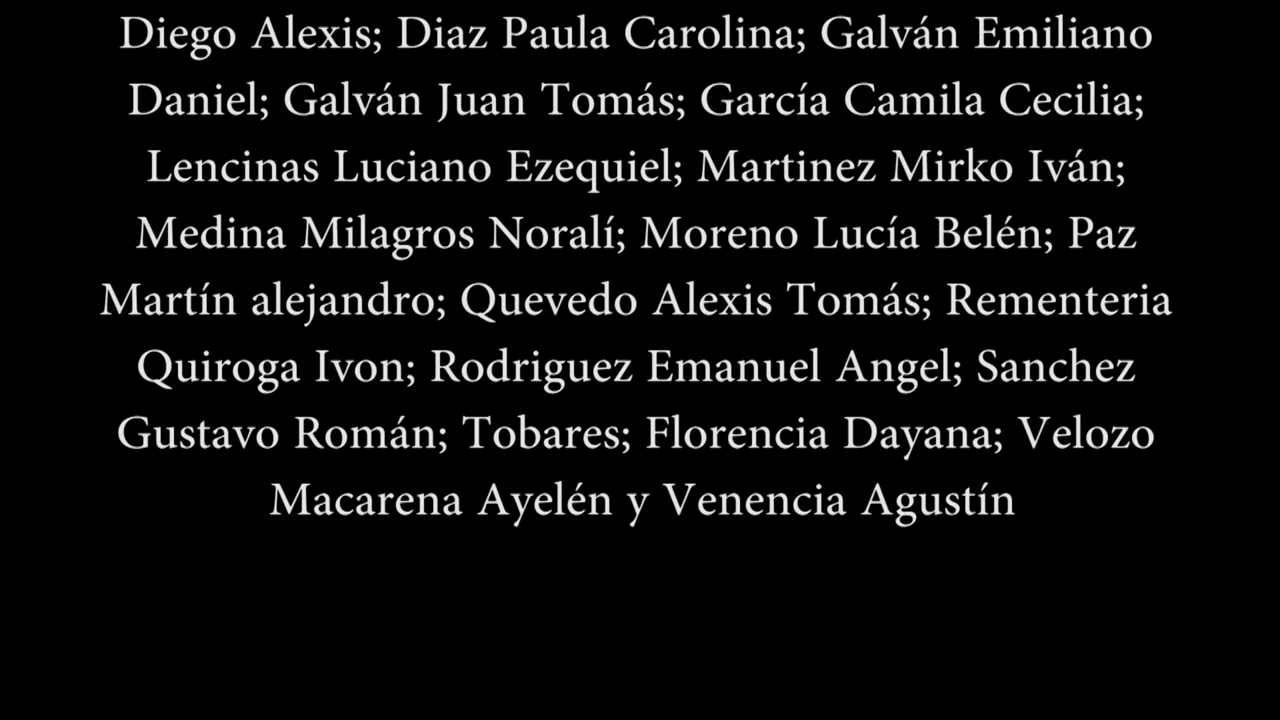 Diego Alexis; Diaz Paula Carolina; Galván Emiliano
Daniel; Galván Juan Tomás; García Camila Cecilia;
Lencinas Luciano Ezequiel; Martinez Mirko Iván;
Medina Milagros Noralí; Moreno Lucía Belén; Paz
Martín alejandro; Quevedo Alexis Tomás; Rementeria
Quiroga Ivon; Rodriguez Emanuel Angel; Sanchez
Gustavo Román; Tobares; Florencia Dayana; Velozo
Macarena Ayelén y Venencia Agustín